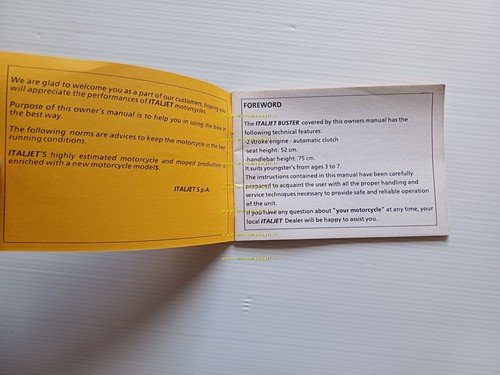 We are glad to welcome you as a part of our customers, hoping you
will appreciate the performances of ITALJET motorcycles.
Purpose of this owner's manual is to help you in using the bike in
the best way.
The following norms are advices to keep the motorcycle in the best
running conditions.
ITALJET'S highly estimated motorcycle and moped production is
enriched with a new motorcycle models.
ITALJET S.p.A.
FOREWORD
The ITALJET BUSTER covered by this owners manual has the
following technical features:
-2 stroke engine - automatic clutch
-seat height: 52 cm.
-handlebar height: 75 cm.
It suits youngster's from ages 3 to 7.
The instructions contained in this manual have been carefully
prepared to acquaint the user with all the proper handling and
service techniques necessary to provide safe and reliable operation
of the unit.
If you have any question about "your motorcycle" at any time, your
local ITALJET Dealer will be happy to assist you.